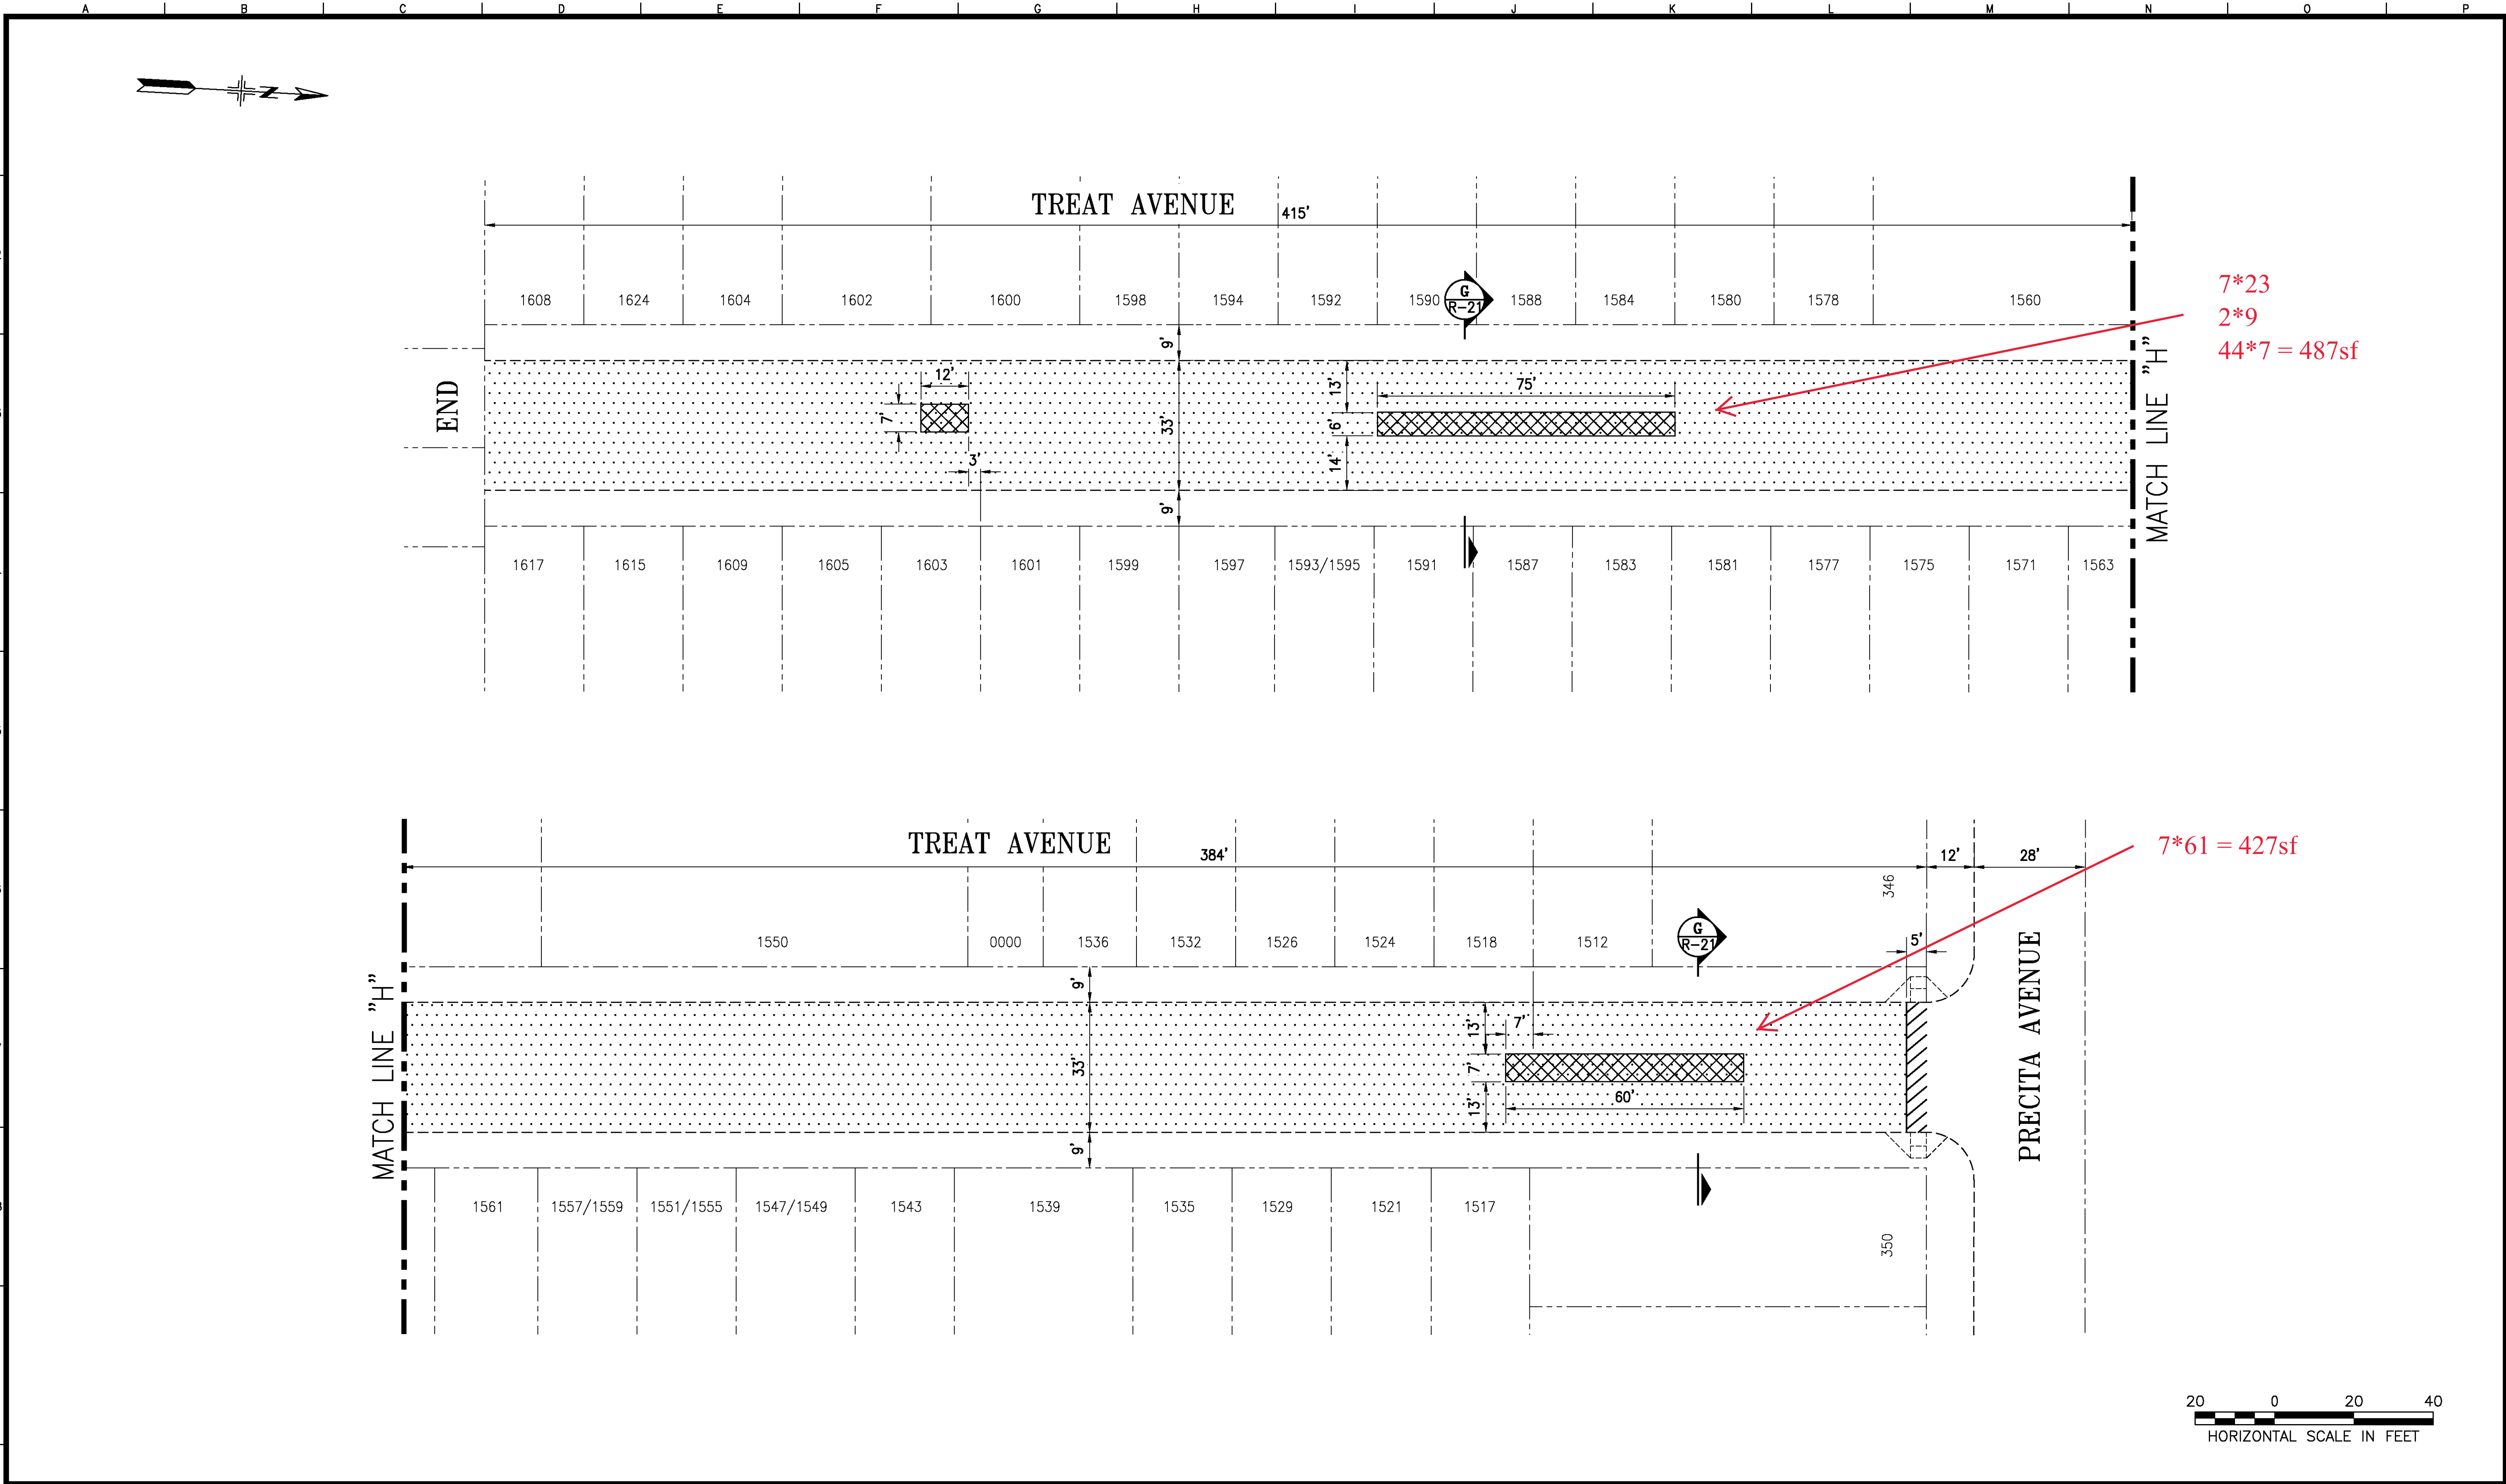 A B C D E F G H I J K L M N O P
N
TREAT AVENUE
415'
1608 1624 1604 1602 1600 1598 1594 1592 1590 1588 1584 1580 1578 1560
G
R-21
7*23
2*9
44*7 = 487sf
9'
END
12'
7'
3'
33'
13'
6'
14'
75'
9'
MATCH LINE "H"
1617 1615 1609 1605 1603 1601 1599 1597 1593/1595 1591 1587 1583 1581 1577 1575 1571 1563
TREAT AVENUE
384'
12'
28'
7*61 = 427sf
346
1550 0000 1536 1532 1526 1524 1518 1512
G
R-21
5'
MATCH LINE "H"
9'
33'
9'
13'
7'
7'
13'
60'
PRECITA AVENUE
1561 1557/1559 1551/1555 1547/1549 1543 1539 1535 1529 1521 1517
350
20 0 20 40
HORIZONTAL SCALE IN FEET